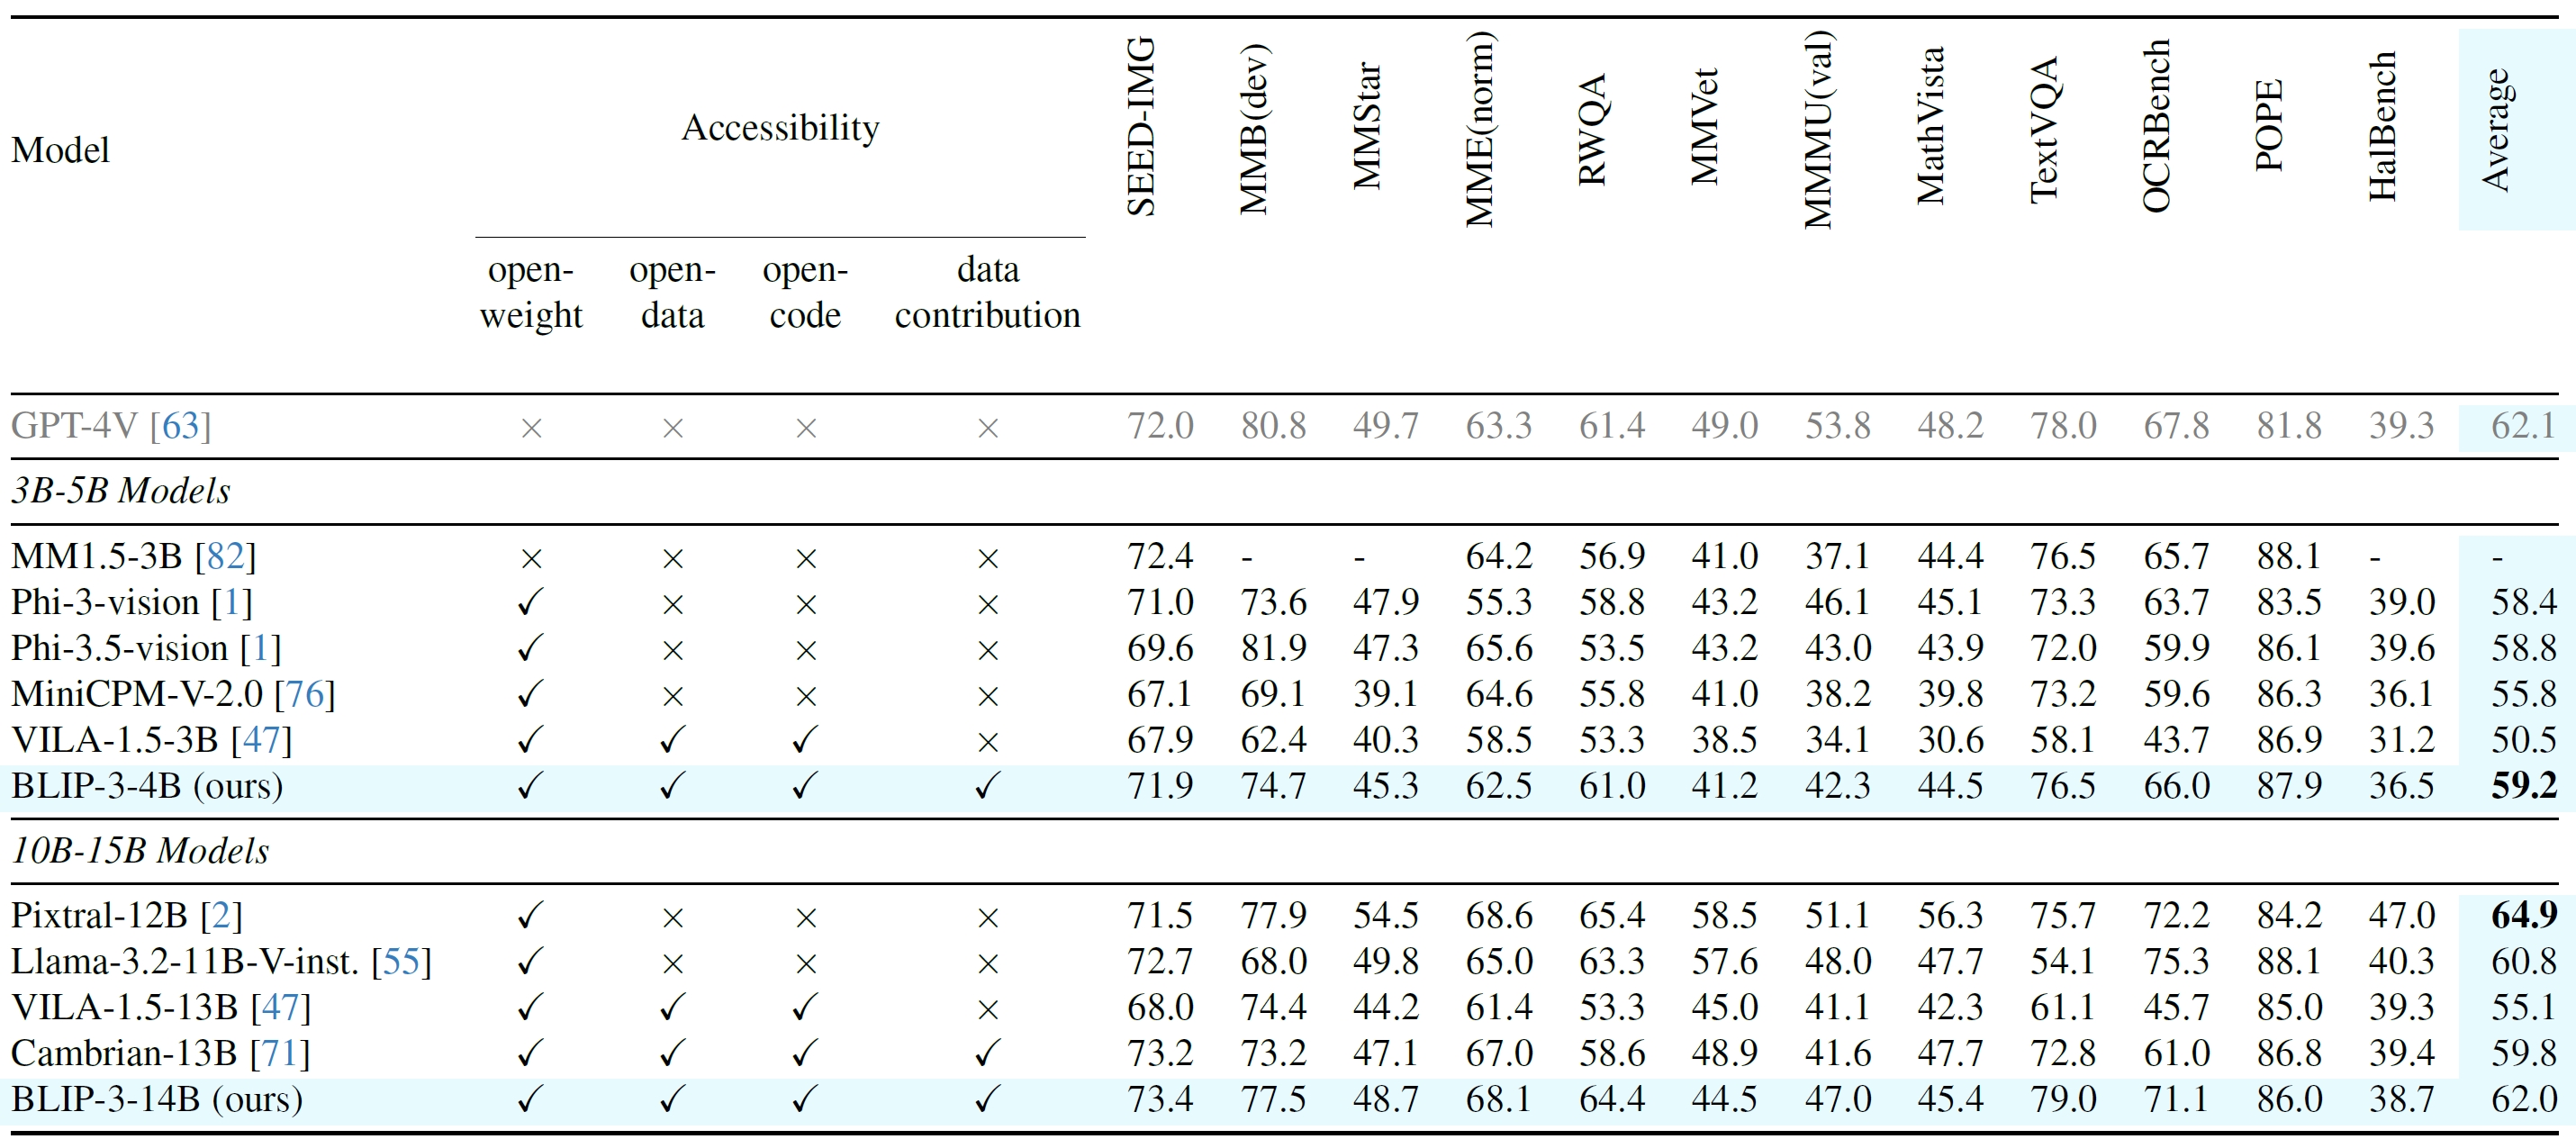 Model Accessibility SEED-IMG MMB(dev) MMStar MME(norm) RWQA MMVet MMMU(val) MathVista TextVQA OCRBench POPE HalBench Average
open- open- open- data
weight data code contribution
GPT-4V [63] × × × × 72.0 80.8 49.7 63.3 61.4 49.0 53.8 48.2 78.0 67.8 81.8 39.3 62.1
3B-5B Models
MM1.5-3B [82] × × × × 72.4 - - 64.2 56.9 41.0 37.1 44.4 76.5 65.7 88.1 - -
Phi-3-vision [1] ✓ × × × 71.0 73.6 47.9 55.3 58.8 43.2 46.1 45.1 73.3 63.7 83.5 39.0 58.4
Phi-3.5-vision [1] ✓ × × × 69.6 81.9 47.3 65.6 53.5 43.2 43.0 43.9 72.0 59.9 86.1 39.6 58.8
MiniCPM-V-2.0 [76] ✓ × × × 67.1 69.1 39.1 64.6 55.8 41.0 38.2 39.8 73.2 59.6 86.3 36.1 55.8
VILA-1.5-3B [47] ✓ ✓ ✓ × 67.9 62.4 40.3 58.5 53.3 38.5 34.1 30.6 58.1 43.7 86.9 31.2 50.5
BLIP-3-4B (ours) ✓ ✓ ✓ ✓ 71.9 74.7 45.3 62.5 61.0 41.2 42.3 44.5 76.5 66.0 87.9 36.5 59.2
10B-15B Models
Pixtral-12B [2] ✓ × × × 71.5 77.9 54.5 68.6 65.4 58.5 51.1 56.3 75.7 72.2 84.2 47.0 64.9
Llama-3.2-11B-V-inst. [55] ✓ × × × 72.7 68.0 49.8 65.0 63.3 57.6 48.0 47.7 54.1 75.3 88.1 40.3 60.8
VILA-1.5-13B [47] ✓ ✓ ✓ × 68.0 74.4 44.2 61.4 53.3 45.0 41.1 42.3 61.1 45.7 85.0 39.3 55.1
Cambrian-13B [71] ✓ ✓ ✓ ✓ 73.2 73.2 47.1 67.0 58.6 48.9 41.6 47.7 72.8 61.0 86.8 39.4 59.8
BLIP-3-14B (ours) ✓ ✓ ✓ ✓ 73.4 77.5 48.7 68.1 64.4 44.5 47.0 45.4 79.0 71.1 86.0 38.7 62.0